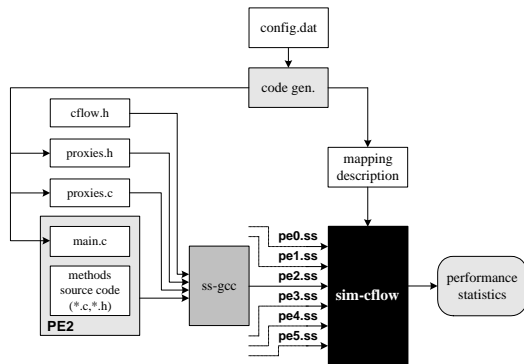 config.dat
code gen.
cflow.h
proxies.h
proxies.c
main.c
methods
source code
(*.c,*.h)
PE2
mapping
description
ss-gcc
pe0.ss
pe1.ss
pe2.ss
pe3.ss
pe4.ss
pe5.ss
sim-cflow
performance
statistics